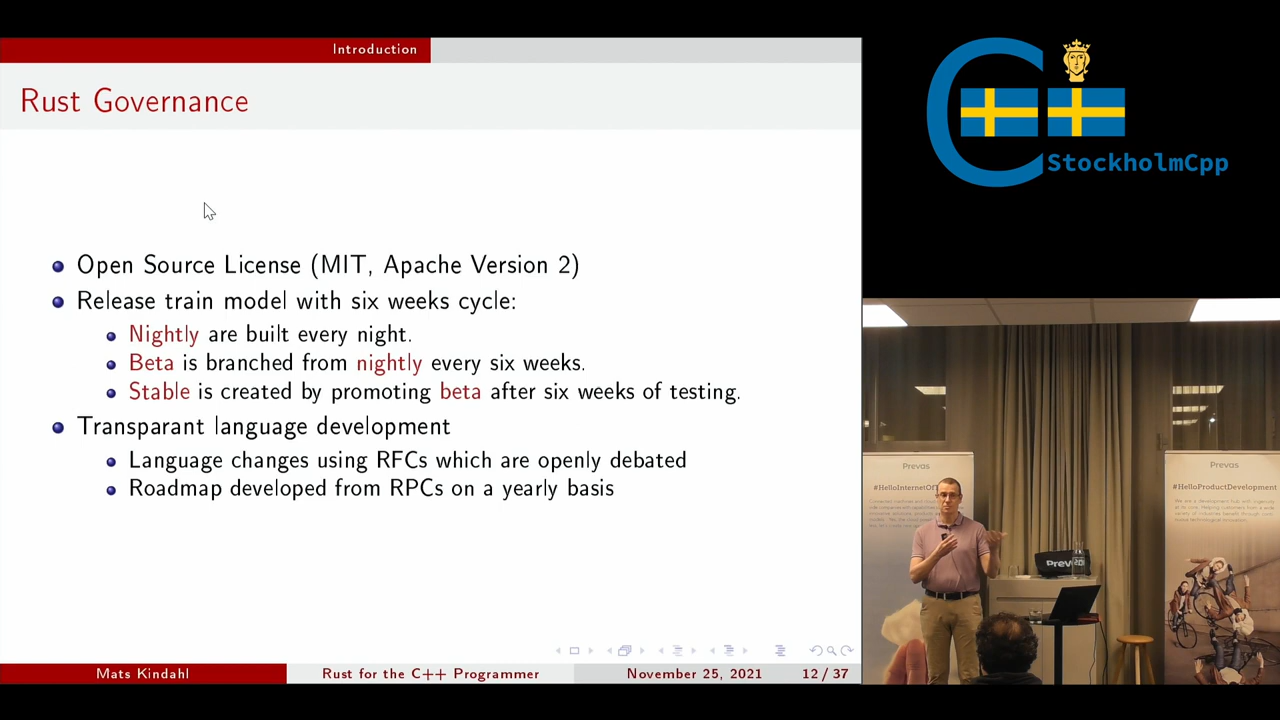 Introduction
Rust Governance
Open Source License (MIT, Apache Version 2)
Release train model with six weeks cycle:
Nightly are built every night.
Beta is branched from nightly every six weeks.
Stable is created by promoting beta after six weeks of testing.
Transparant language development
Language changes using RFCs which are openly debated
Roadmap developed from RPCs on a yearly basis
Mats Kindahl
Rust for the C++ Programmer
November 25, 2021
12 / 37
StockholmCpp
Prevas
#HelloInternetOf
Prevas
#HelloProductDevelopment